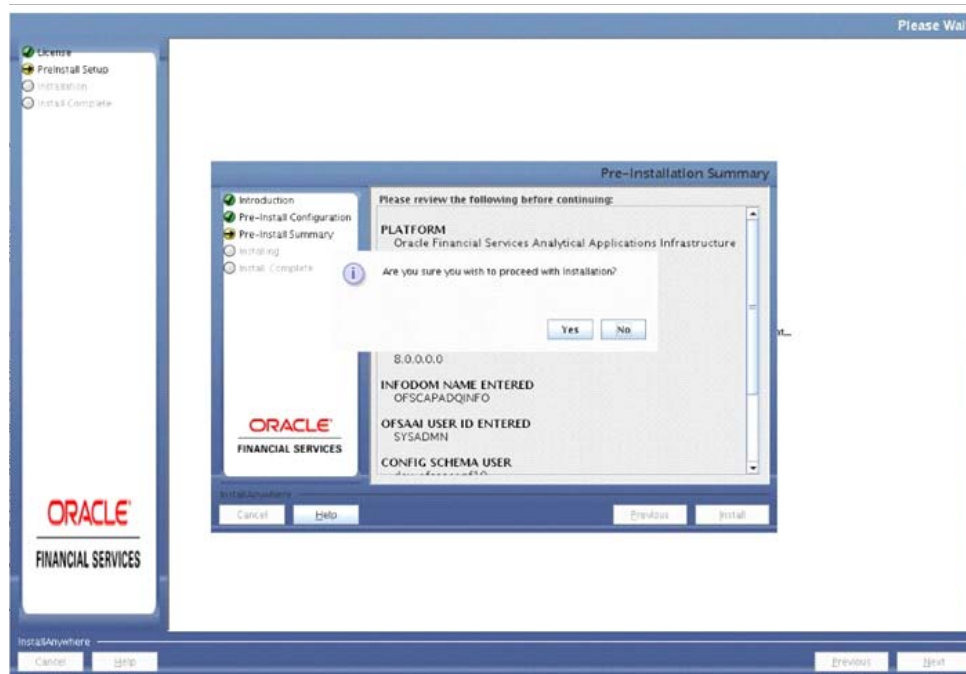 Please Wai
License
PreInstall Setup
Installation
Install Complete
Pre-Installation Summary
Introduction
Pre-Install Configuration
Pre-Install Summary
Installing
Install Complete
Please review the following before continuing:
PLATFORM
Oracle Financial Services Analytical Applications Infrastructure
Are you sure you wish to proceed with Installation?
Yes
No
8.0.0.0
INFODOM NAME ENTERED
OFSCAPADQINFO
OFSAAI USER ID ENTERED
SYSADMN
CONFIG SCHEMA USER
ORACLE
FINANCIAL SERVICES
InstallAnywhere
Cancel
Help
Previous
Install
ORACLE
FINANCIAL SERVICES
InstallAnywhere
Cancel
Help
Previous
Next